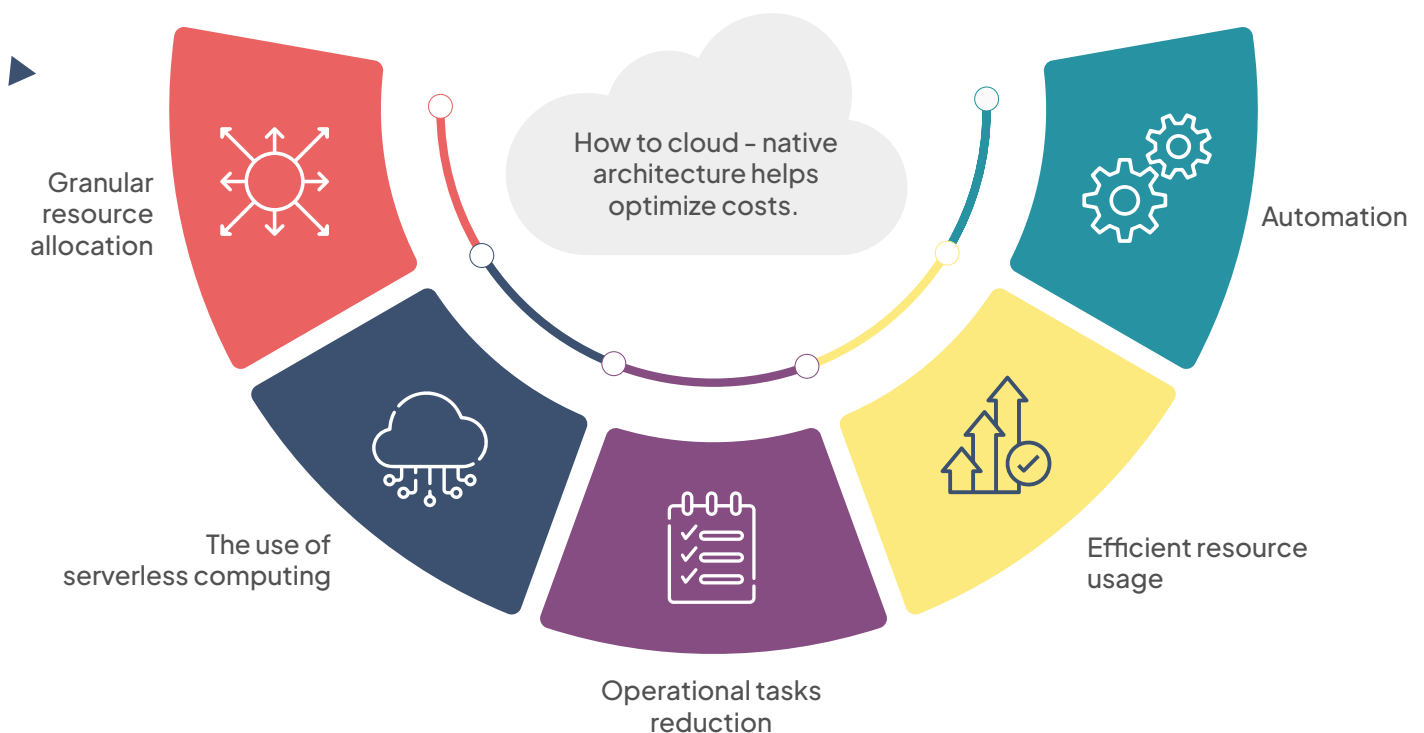 How to cloud - native
architecture helps
optimize costs.
Granular
resource
allocation
The use of
serverless computing
Operational tasks
reduction
Efficient resource
usage
Automation